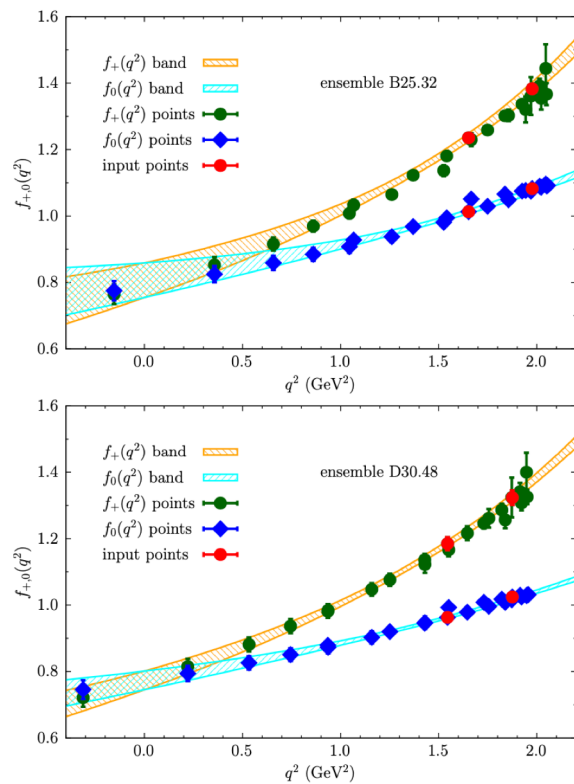 1.6
f₊(q²) band
f₀(q²) band
ensemble B25.32
f₊(q²) points
f₀(q²) points
input points
1.4
1.2
f₊,₀(q²)
1.0
0.8
0.6
0.0 0.5 1.0 1.5 2.0
q² (GeV²)
1.6
f₊(q²) band
f₀(q²) band
ensemble D30.48
f₊(q²) points
f₀(q²) points
input points
1.4
1.2
f₊,₀(q²)
1.0
0.8
0.6
0.0 0.5 1.0 1.5 2.0
q² (GeV²)